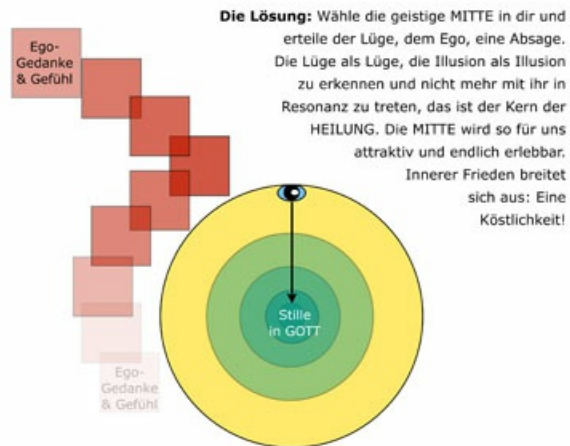 Die Lösung: Wähle die geistige MITTE in dir und
erteile der Lüge, dem Ego, eine Absage.
Die Lüge als Lüge, die Illusion als Illusion
zu erkennen und nicht mehr mit ihr in
Resonanz zu treten, das ist der Kern der
HEILUNG. Die MITTE wird so für uns
attraktiv und endlich erlebbar.
Innerer Frieden breitet
sich aus: Eine
Köstlichkeit!
Ego-
Gedanke
& Gefühl
Stille
in GOTT
Ego-
Gedanke
& Gefühl